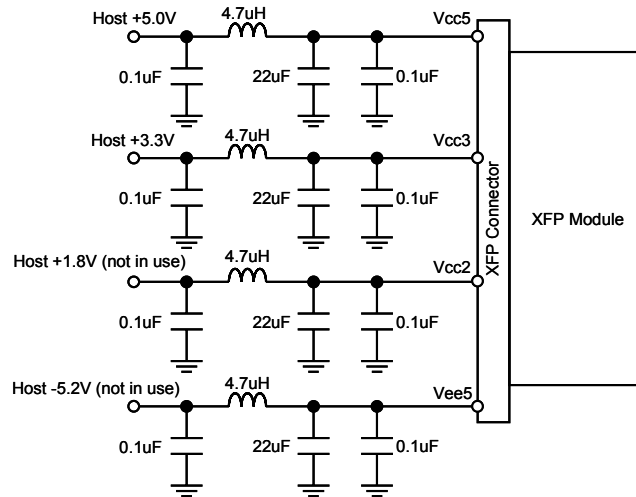 Host +5.0V
4.7uH
Vcc5
0.1uF
22uF
0.1uF
Host +3.3V
4.7uH
Vcc3
0.1uF
22uF
0.1uF
Host +1.8V (not in use)
4.7uH
Vcc2
0.1uF
22uF
0.1uF
Host -5.2V (not in use)
4.7uH
Vee5
0.1uF
22uF
0.1uF
XFP Connector
XFP Module